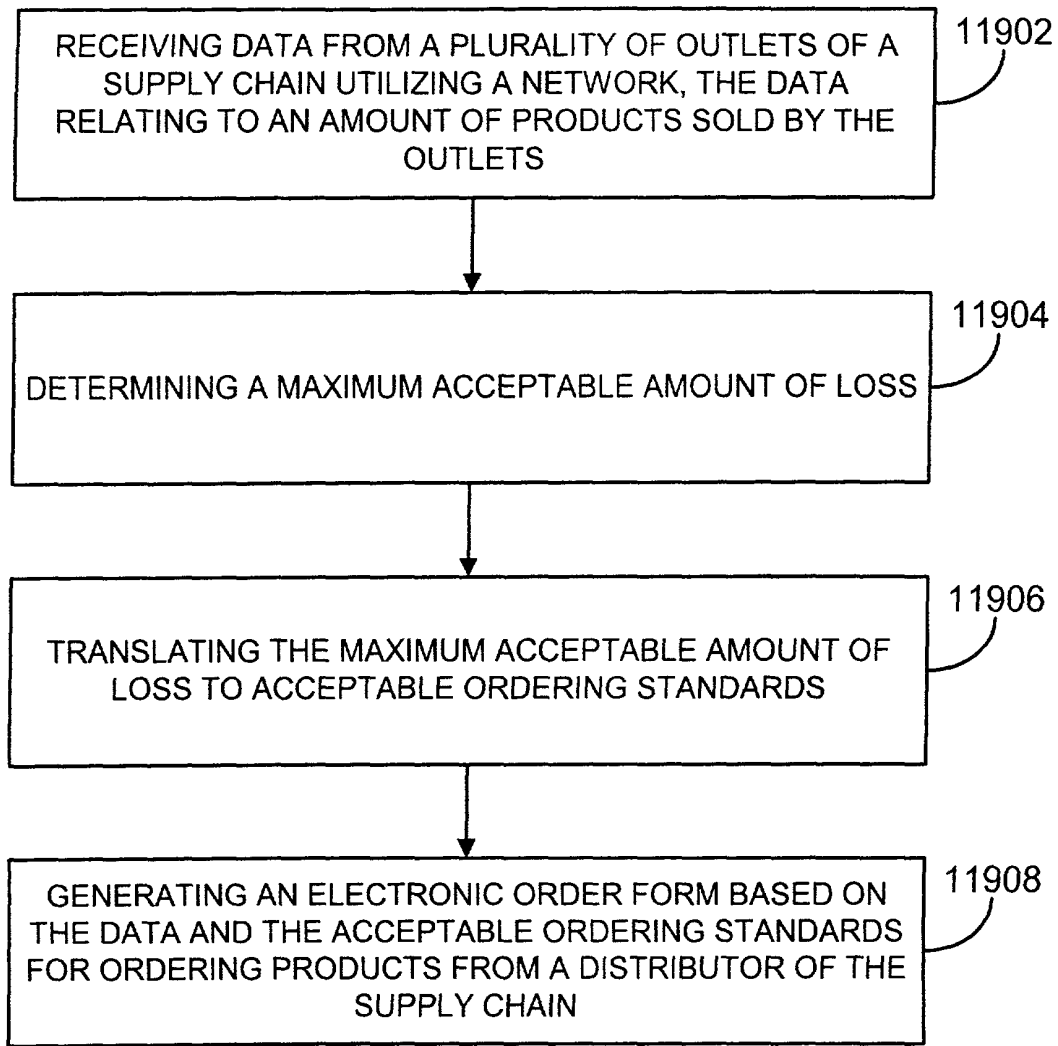 RECEIVING DATA FROM A PLURALITY OF OUTLETS OF A
SUPPLY CHAIN UTILIZING A NETWORK, THE DATA
RELATING TO AN AMOUNT OF PRODUCTS SOLD BY THE
OUTLETS
11902
DETERMINING A MAXIMUM ACCEPTABLE AMOUNT OF LOSS
11904
TRANSLATING THE MAXIMUM ACCEPTABLE AMOUNT OF
LOSS TO ACCEPTABLE ORDERING STANDARDS
11906
GENERATING AN ELECTRONIC ORDER FORM BASED ON
THE DATA AND THE ACCEPTABLE ORDERING STANDARDS
FOR ORDERING PRODUCTS FROM A DISTRIBUTOR OF THE
SUPPLY CHAIN
11908